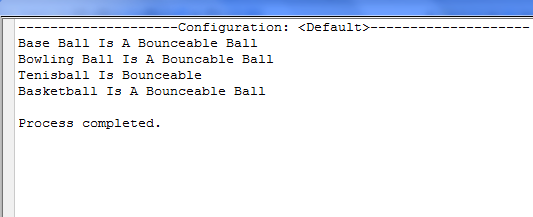 --------------------Configuration: <Default>--------------------
Base Ball Is A Bounceable Ball
Bowling Ball Is A Bouncable Ball
Tenisball Is Bounceable
Basketball Is A Bounceable Ball
Process completed.